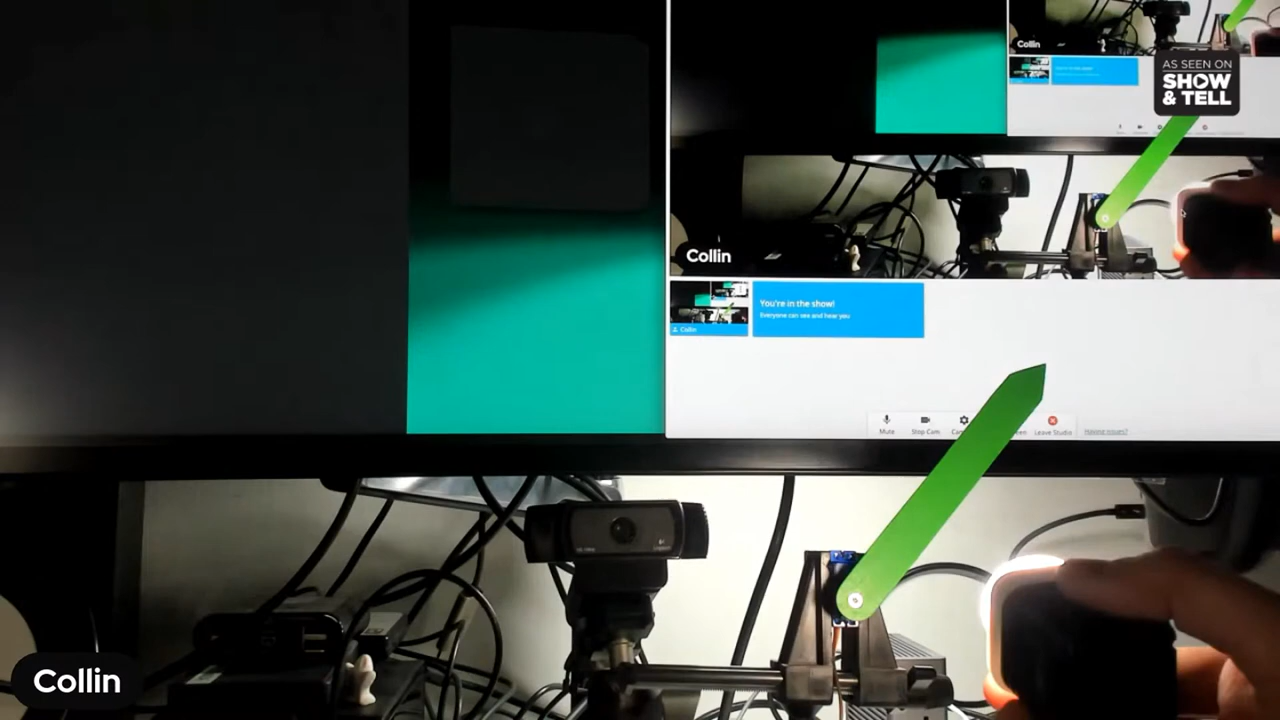 Collin
AS SEEN ON
SHOW
& TELL
Collin
You're in the show!
Everyone can see and hear you
Collin
Mute
Stop Cam
Leave Studio
Having issues?
Collin